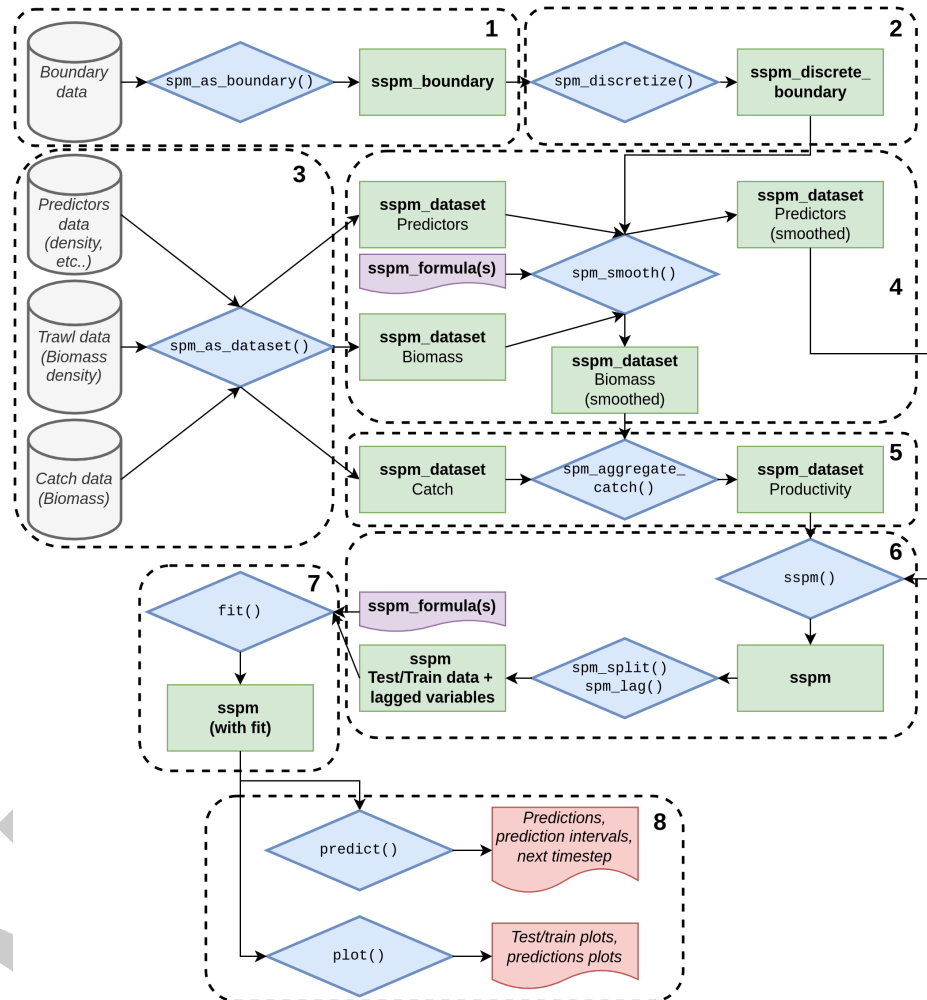 1
Boundary
data
spm_as_boundary()
sspm_boundary
2
spm_discretize()
sspm_discrete_
boundary
3
Predictors
data
(density,
etc..)
Trawl data
(Biomass
density)
Catch data
(Biomass)
spm_as_dataset()
4
sspm_dataset
Predictors
sspm_formula(s)
sspm_dataset
Biomass
spm_smooth()
sspm_dataset
Predictors
(smoothed)
sspm_dataset
Biomass
(smoothed)
5
sspm_dataset
Catch
spm_aggregate_
catch()
sspm_dataset
Productivity
6
sspm()
sspm
spm_split()
spm_lag()
sspm_formula(s)
sspm
Test/Train data +
lagged variables
7
fit()
sspm
(with fit)
8
predict()
Predictions,
prediction intervals,
next timestep
plot()
Test/train plots,
predictions plots